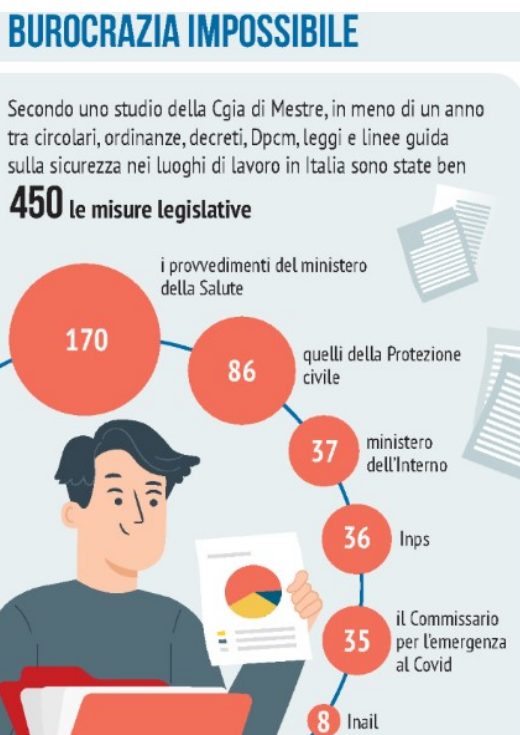 BUROCRAZIA IMPOSSIBILE
Secondo uno studio della Cgia di Mestre, in meno di un anno
tra circolari, ordinanze, decreti, Dpcm, leggi e linee guida
sulla sicurezza nei luoghi di lavoro in Italia sono state ben
450 le misure legislative
170
i provvedimenti del ministero
della Salute
86
quelli della Protezione
civile
37
ministero
dell'Interno
36
Inps
35
il Commissario
per l'emergenza
al Covid
8
Inail